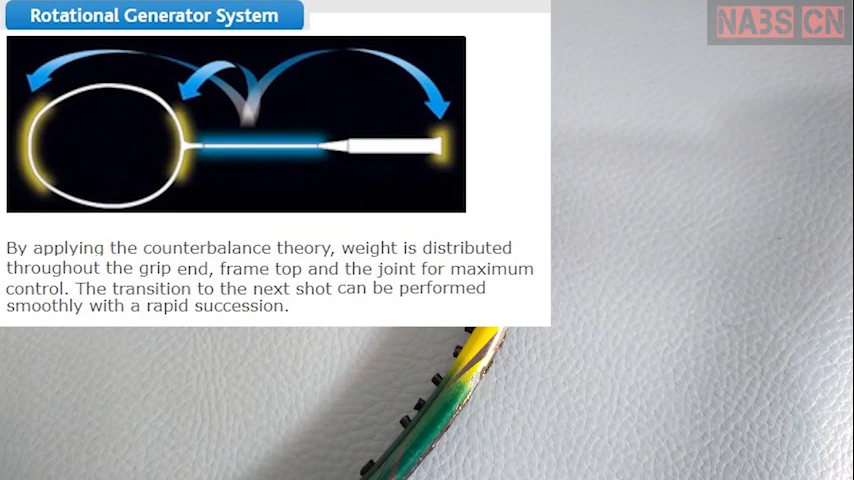 Rotational Generator System
NABS CN
By applying the counterbalance theory, weight is distributed
throughout the grip end, frame top and the joint for maximum
control. The transition to the next shot can be performed
smoothly with a rapid succession.